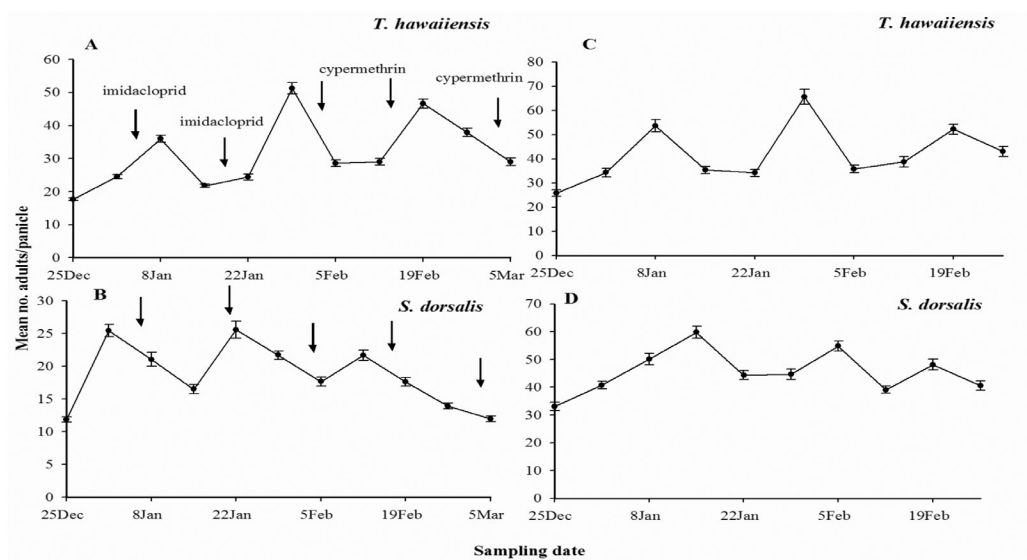 T. hawaiiensis
T. hawaiiensis
A
C
60
50
40
30
20
10
0
imidacloprid
imidacloprid
cypermethrin
cypermethrin
25Dec 8Jan 22Jan 5Feb 19Feb 5Mar
80
70
60
50
40
30
20
10
0
25Dec 8Jan 22Jan 5Feb 19Feb
Mean no. adults/panicle
B
S. dorsalis
30
25
20
15
10
5
0
25Dec 8Jan 22Jan 5Feb 19Feb 5Mar
D
S. dorsalis
70
60
50
40
30
20
10
0
25Dec 8Jan 22Jan 5Feb 19Feb
Sampling date